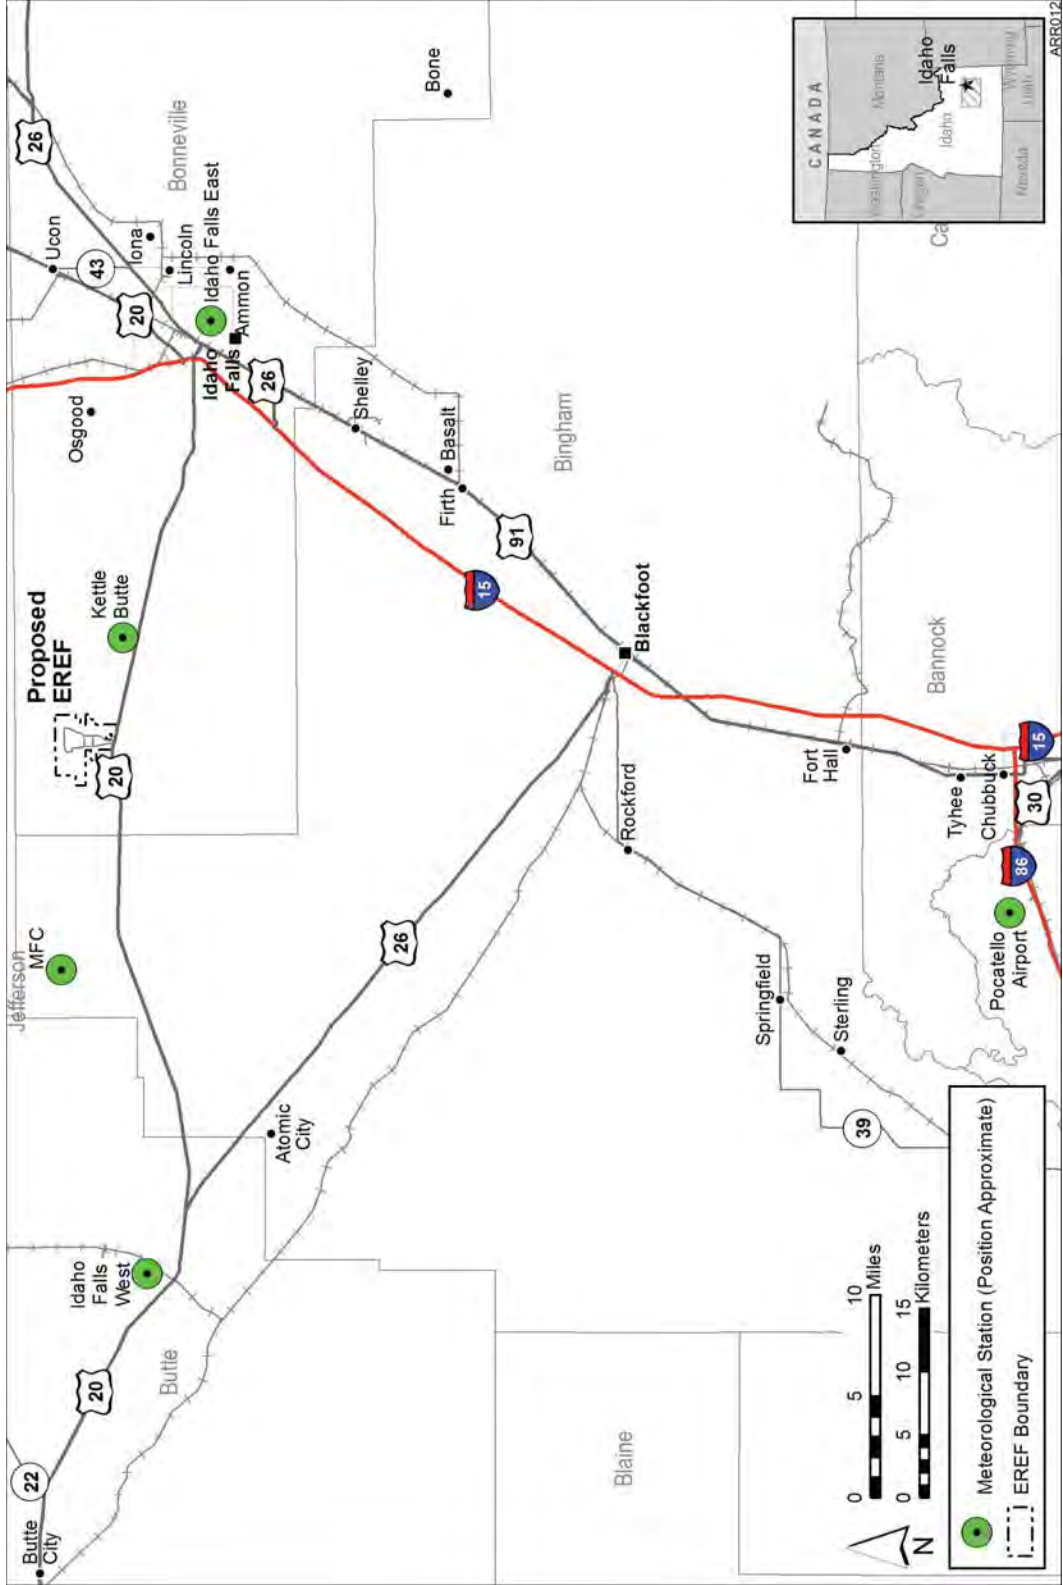 Butte
City
22
20
Butte
Idaho
Falls
West
Jefferson
MFC
20
Proposed
EREF
Kettle
Butte
Osgood
Ucon
26
43
Iona
Bonneville
20
Lincoln
Idaho Falls East
Ammon
Idaho
Falls
26
Shelley
Bone
Basalt
Firth
Atomic
City
26
15
91
Bingham
Blaine
Blackfoot
Rockford
Springfield
Sterling
39
Fort
Hall
Bannock
Tyhee
Chubbuck
Pocatello
Airport
86
30
15
Ca
N
0
5
10
Miles
0
5
10
15
Kilometers
Meteorological Station (Position Approximate)
EREF Boundary
CANADA
Washington
Montana
Oregon
Idaho
Idaho
Falls
Wyoming
Nevada
Utah
ARR012